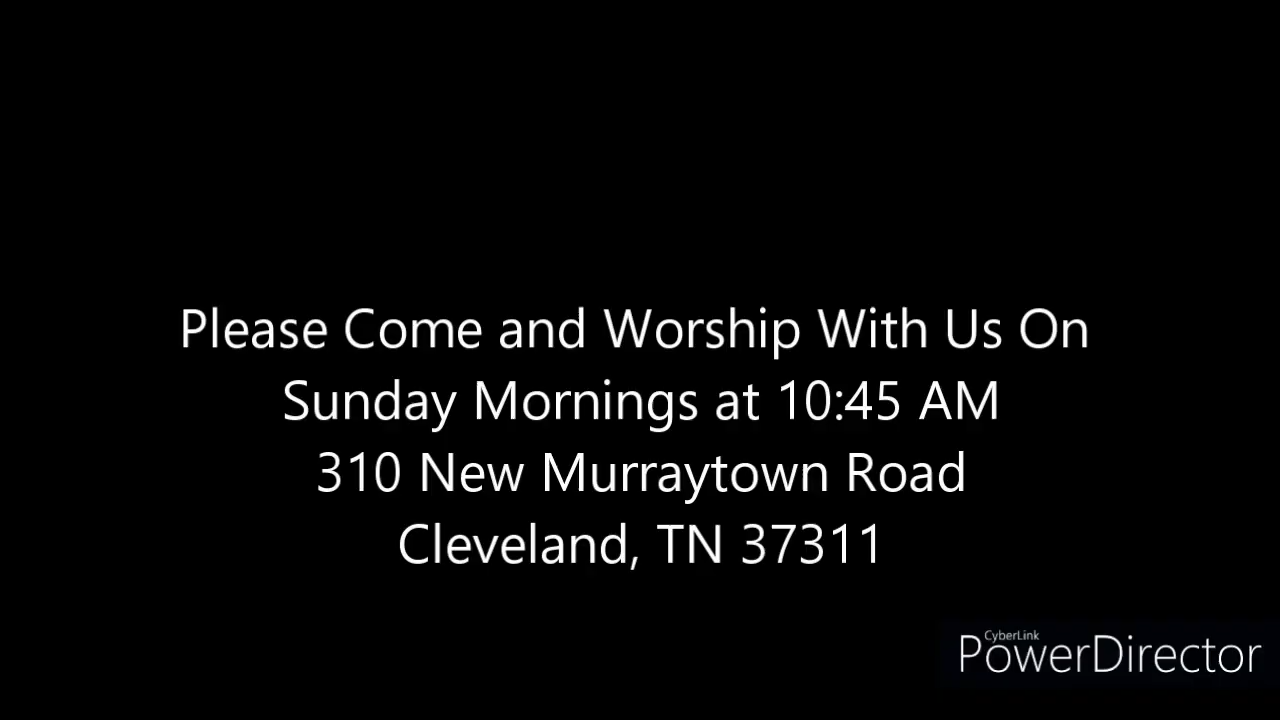 Please Come and Worship With Us On
Sunday Mornings at 10:45 AM
310 New Murraytown Road
Cleveland, TN 37311
CyberLink
PowerDirector